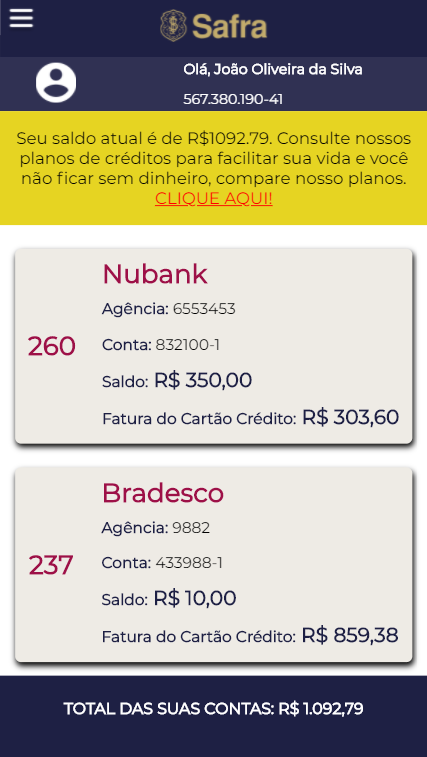 Safra
Olá, João Oliveira da Silva
567.380.190-41
Seu saldo atual é de R$1092.79. Consulte nossos
planos de créditos para facilitar sua vida e você
não ficar sem dinheiro, compare nosso planos.
CLIQUE AQUI!
Nubank
Agência: 6553453
260
Conta: 832100-1
Saldo: R$ 350,00
Fatura do Cartão Crédito: R$ 303,60
Bradesco
Agência: 9882
237
Conta: 433988-1
Saldo: R$ 10,00
Fatura do Cartão Crédito: R$ 859,38
TOTAL DAS SUAS CONTAS: R$ 1.092,79